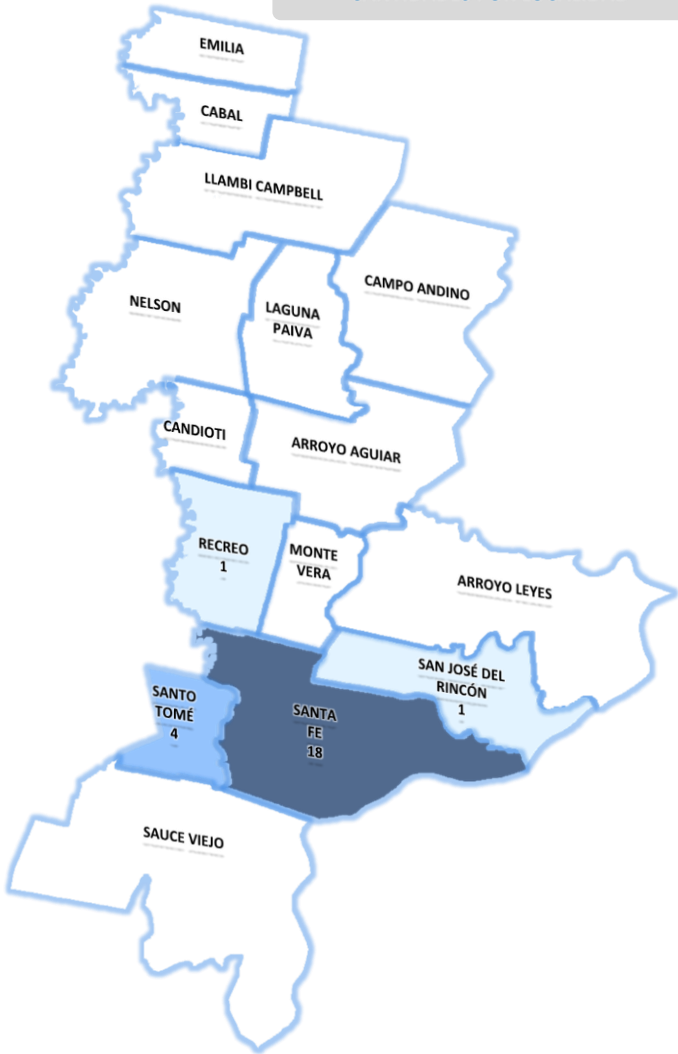 EMILIA
CABAL
LLAMBI CAMPBELL
CAMPO ANDINO
NELSON
LAGUNA
PAIVA
CANDIOTI
ARROYO AGUIAR
RECREO
1
MONTE
VERA
ARROYO LEYES
SAN JOSÉ DEL
RINCÓN
1
SANTO
TOMÉ
4
SANTA
FE
18
SAUCE VIEJO